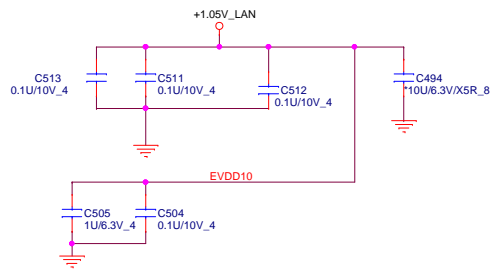 +1.05V_LAN
C513
0.1U/10V_4
C511
0.1U/10V_4
C512
0.1U/10V_4
C494
*10U/6.3V/X5R_8
EVDD10
C505
1U/6.3V_4
C504
0.1U/10V_4